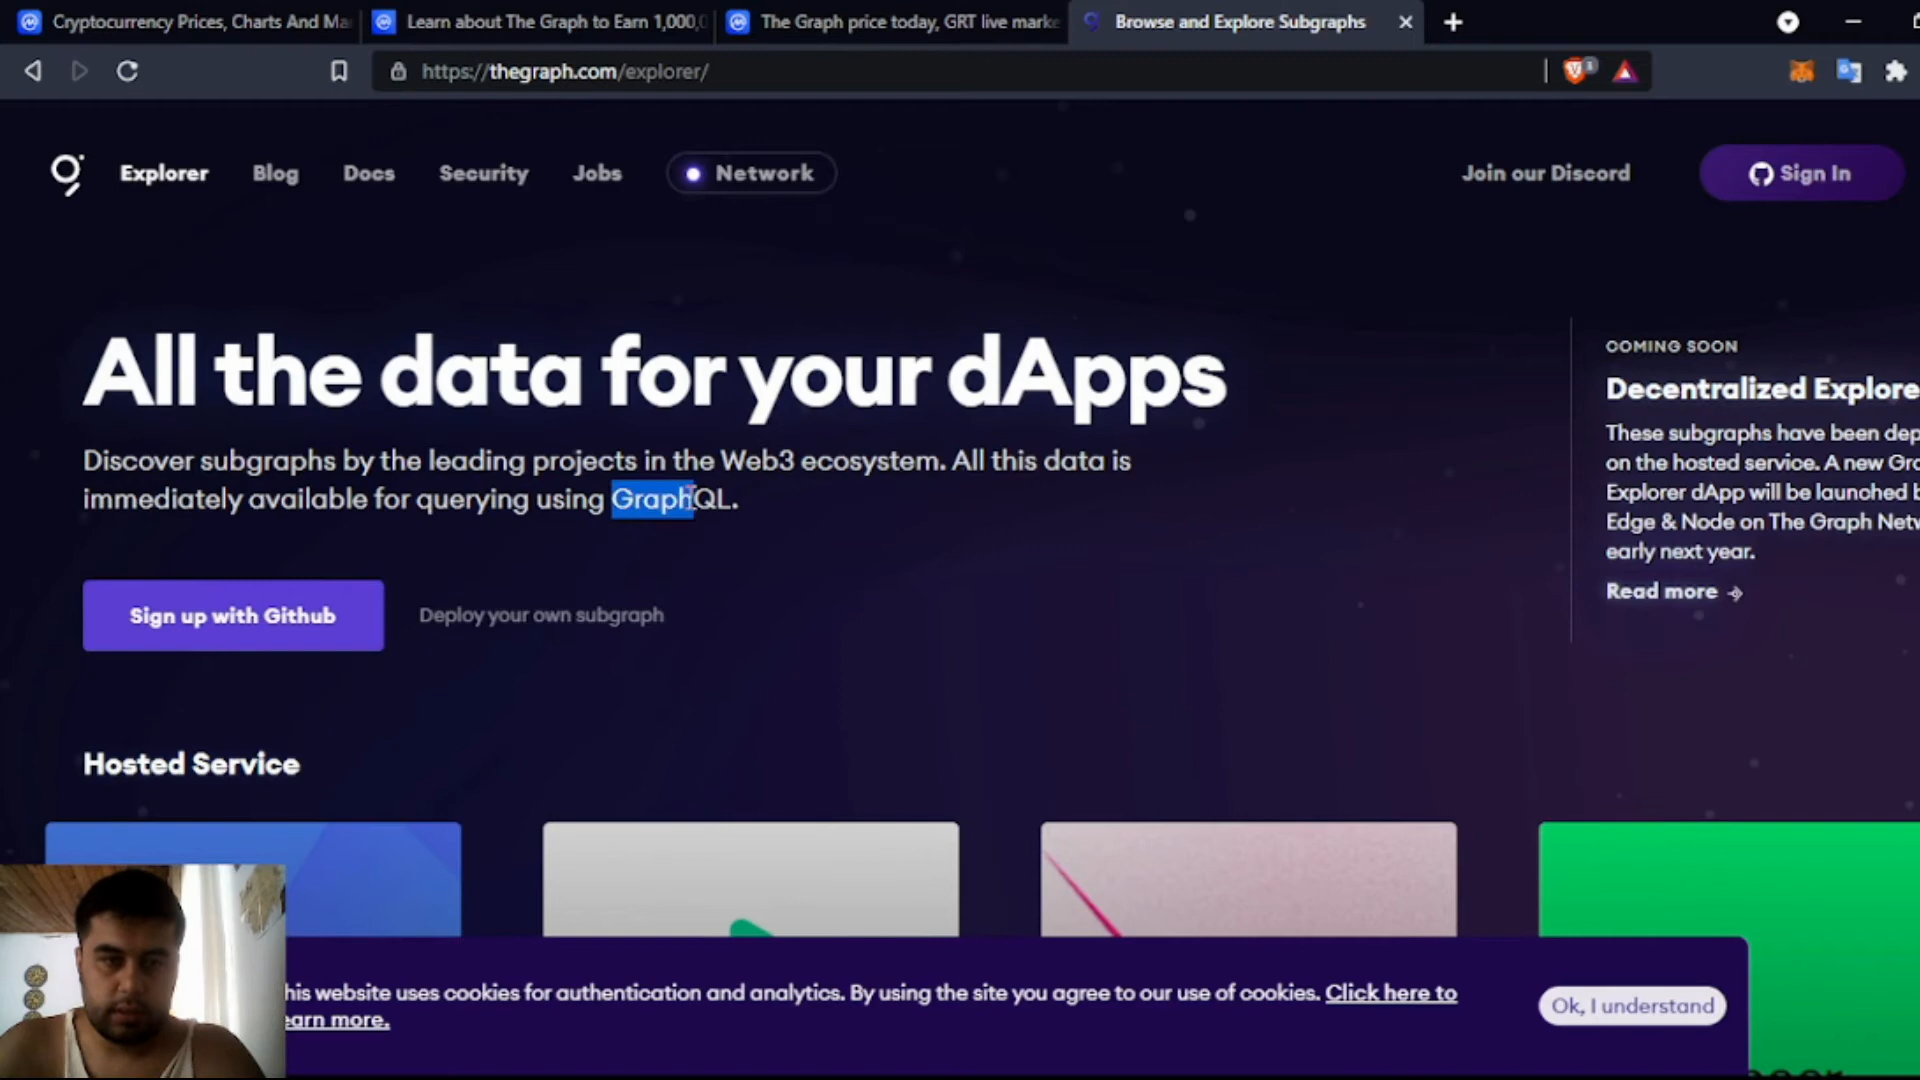 Cryptocurrency Prices, Charts And Ma
Learn about The Graph to Earn 1,000,0
The Graph price today, GRT live marke
Browse and Explore Subgraphs
https://thegraph.com/explorer/
Explorer
Blog
Docs
Security
Jobs
Network
Join our Discord
Sign In
All the data for your dApps
Discover subgraphs by the leading projects in the Web3 ecosystem. All this data is
immediately available for querying using GraphQL.
Sign up with Github
Deploy your own subgraph
COMING SOON
Decentralized Explore
These subgraphs have been dep
on the hosted service. A new Gra
Explorer dApp will be launched b
Edge & Node on The Graph Netw
early next year.
Read more
Hosted Service
his website uses cookies for authentication and analytics. By using the site you agree to our use of cookies. Click here to
earn more.
Ok, I understand